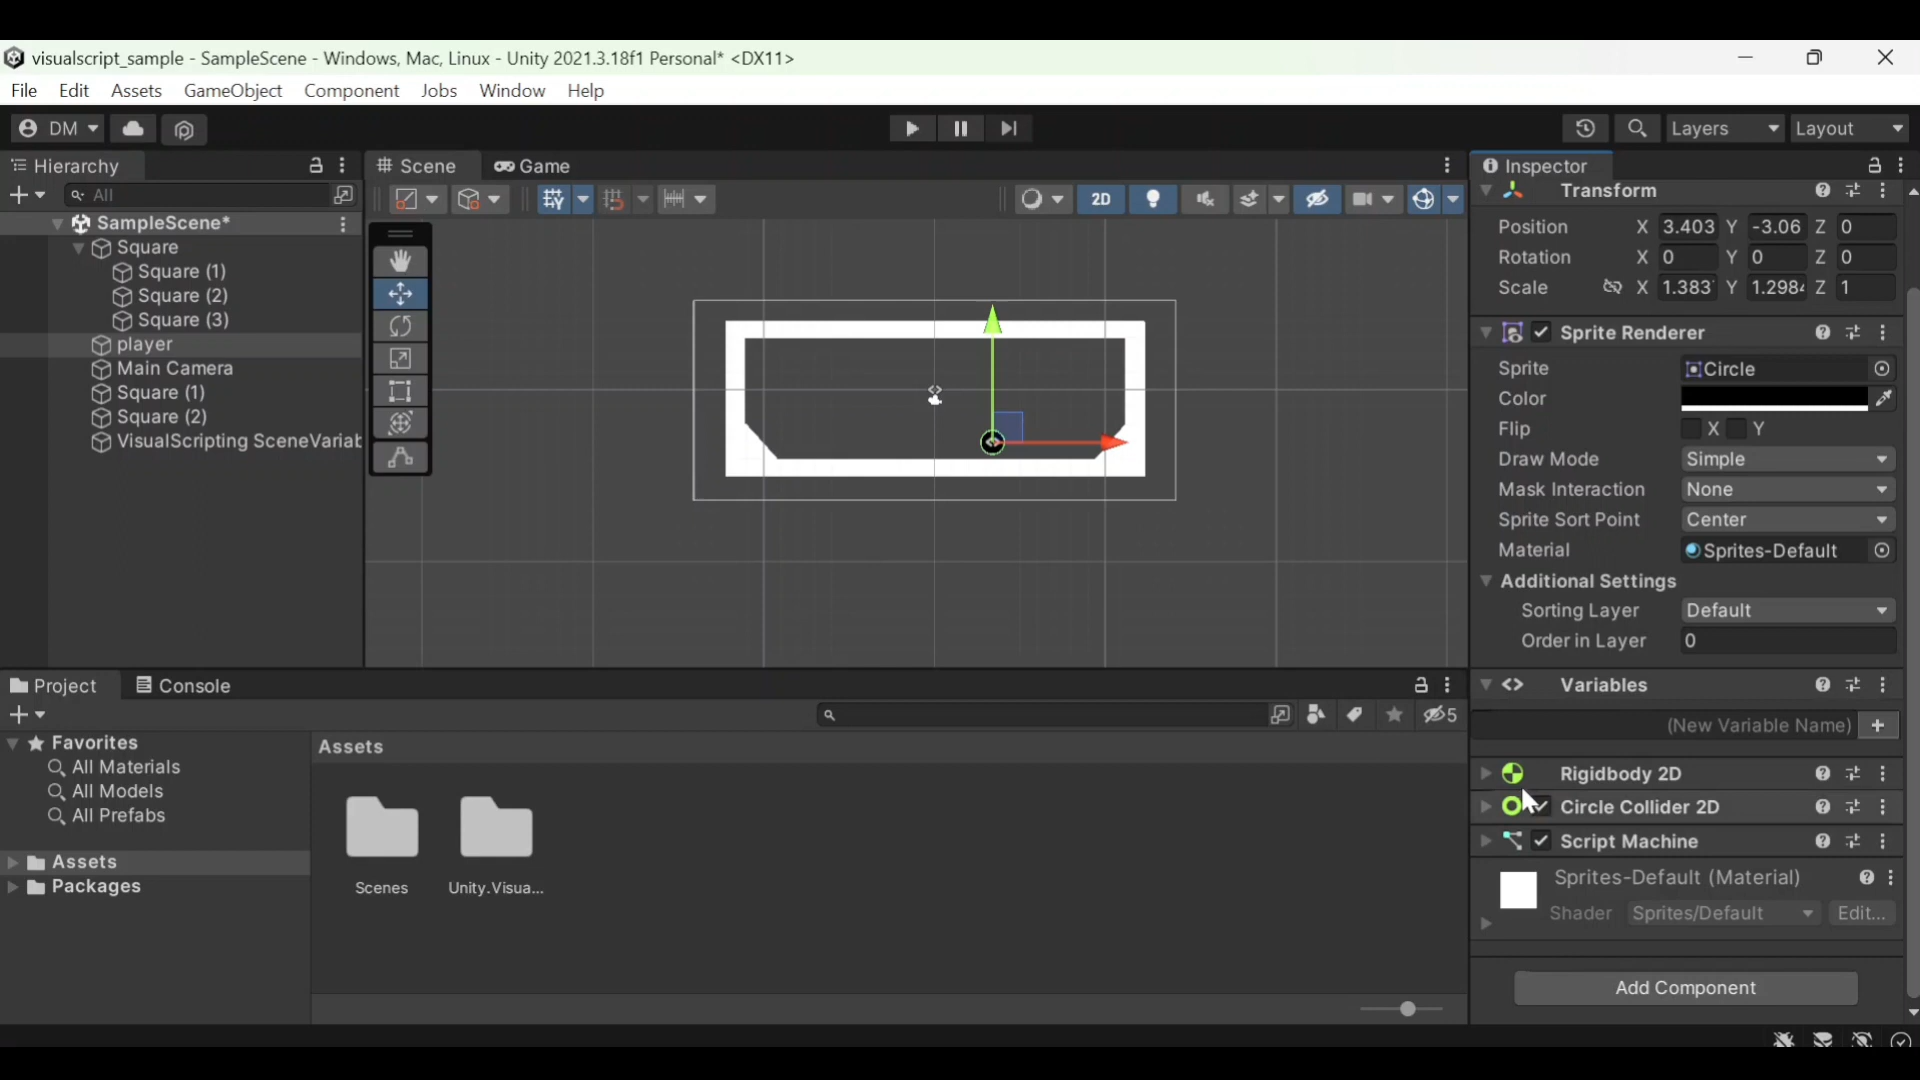 visualscript_sample - SampleScene - Windows, Mac, Linux - Unity 2021.3.18f1 Personal* <DX11>
File Edit Assets GameObject Component Jobs Window Help
DM Layers Layout
Hierarchy
All
SampleScene*
Square
Square (1)
Square (2)
Square (3)
player
Main Camera
Square (1)
Square (2)
VisualScripting SceneVariab
Scene Game
2D
Inspector
Transform
Position X 3.403 Y -3.06 Z 0
Rotation X 0 Y 0 Z 0
Scale X 1.383 Y 1.2984 Z 1
Sprite Renderer
Sprite Circle
Color
Flip X Y
Draw Mode Simple
Mask Interaction None
Sprite Sort Point Center
Material Sprites-Default
Additional Settings
Sorting Layer Default
Order in Layer 0
Variables
(New Variable Name) +
Rigidbody 2D
Circle Collider 2D
Script Machine
Sprites-Default (Material)
Shader Sprites/Default Edit...
Add Component
Project Console
5
Favorites
All Materials
All Models
All Prefabs
Assets
Packages
Assets
Scenes Unity.Visua...